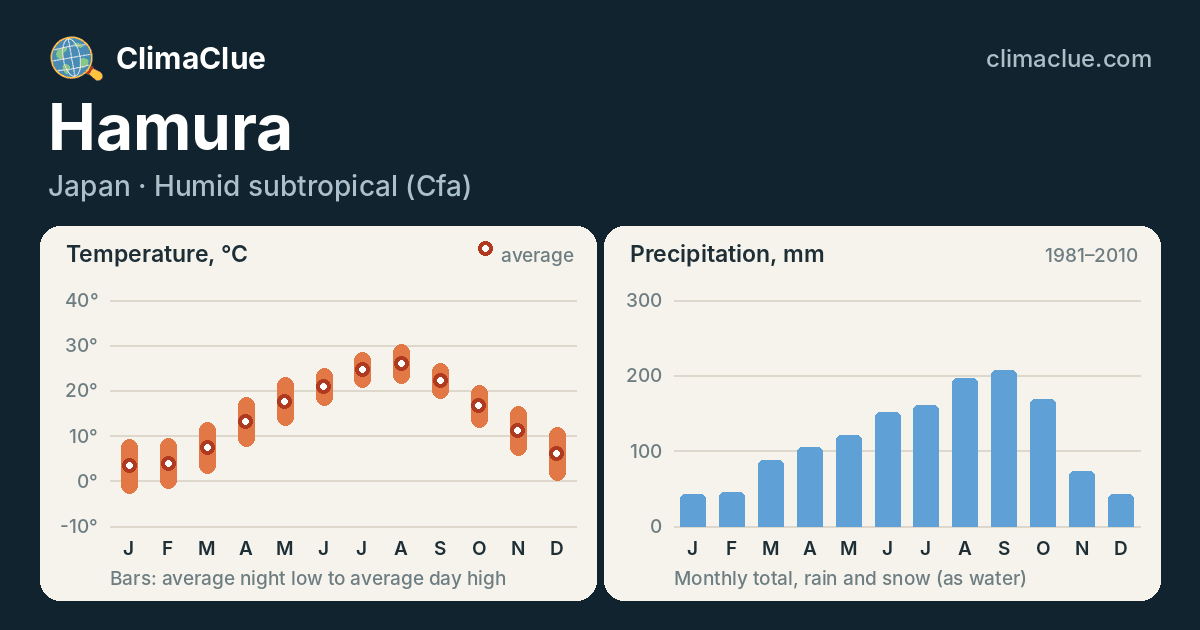 ClimaClue
climaclue.com
Hamura
Japan · Humid subtropical (Cfa)
Temperature, °C
average
40°
30°
20°
10°
0°
-10°
J F M A M J J A S O N D
Bars: average night low to average day high
Precipitation, mm
1981–2010
300
200
100
0
J F M A M J J A S O N D
Monthly total, rain and snow (as water)